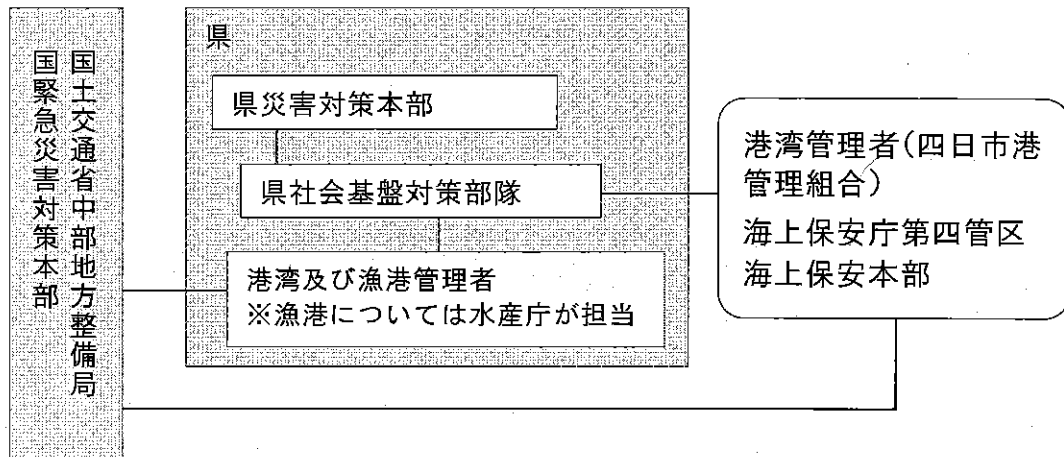 国土交通省中部地方整備局
国緊急災害対策本部
県
県災害対策本部
県社会基盤対策部隊
港湾及び漁港管理者
※漁港については水産庁が担当
港湾管理者(四日市港
管理組合)
海上保安庁第四管区
海上保安本部